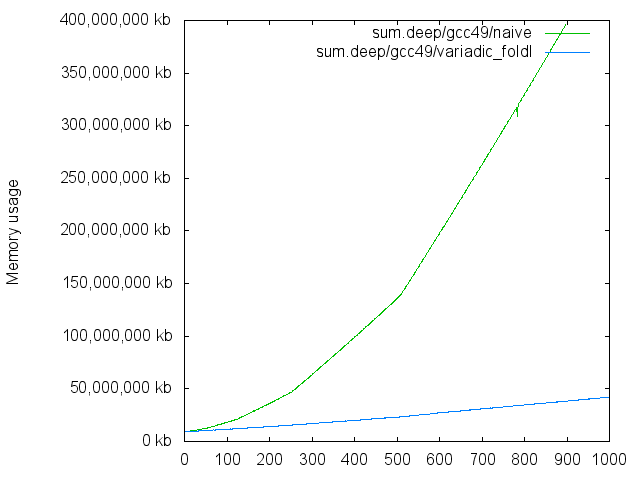 400,000,000 kb
350,000,000 kb
300,000,000 kb
250,000,000 kb
200,000,000 kb
150,000,000 kb
100,000,000 kb
50,000,000 kb
0 kb
Memory usage
sum.deep/gcc49/naive
sum.deep/gcc49/variadic_foldl
0 100 200 300 400 500 600 700 800 900 1000